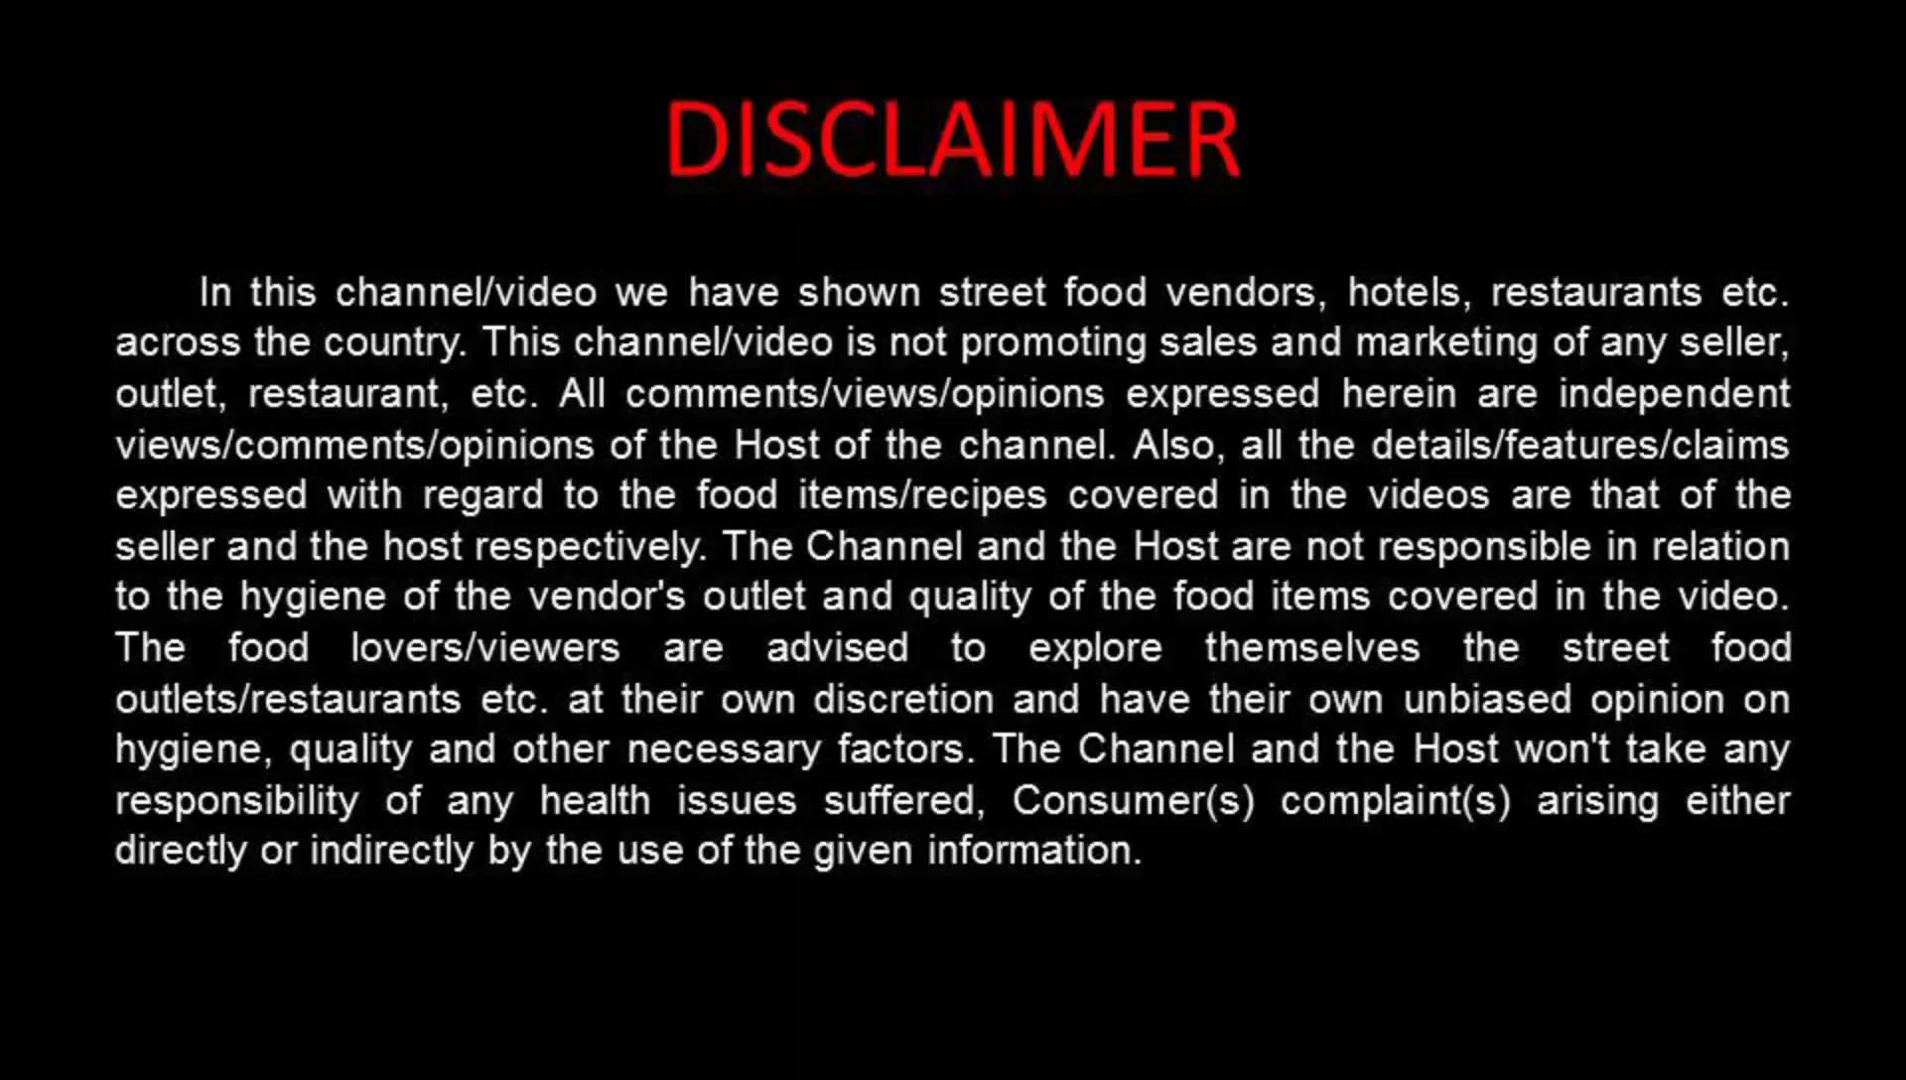 DISCLAIMER
In this channel/video we have shown street food vendors, hotels, restaurants etc.
across the country. This channel/video is not promoting sales and marketing of any seller,
outlet, restaurant, etc. All comments/views/opinions expressed herein are independent
views/comments/opinions of the Host of the channel. Also, all the details/features/claims
expressed with regard to the food items/recipes covered in the videos are that of the
seller and the host respectively. The Channel and the Host are not responsible in relation
to the hygiene of the vendor's outlet and quality of the food items covered in the video.
The food lovers/viewers are advised to explore themselves the street food
outlets/restaurants etc. at their own discretion and have their own unbiased opinion on
hygiene, quality and other necessary factors. The Channel and the Host won't take any
responsibility of any health issues suffered, Consumer(s) complaint(s) arising either
directly or indirectly by the use of the given information.